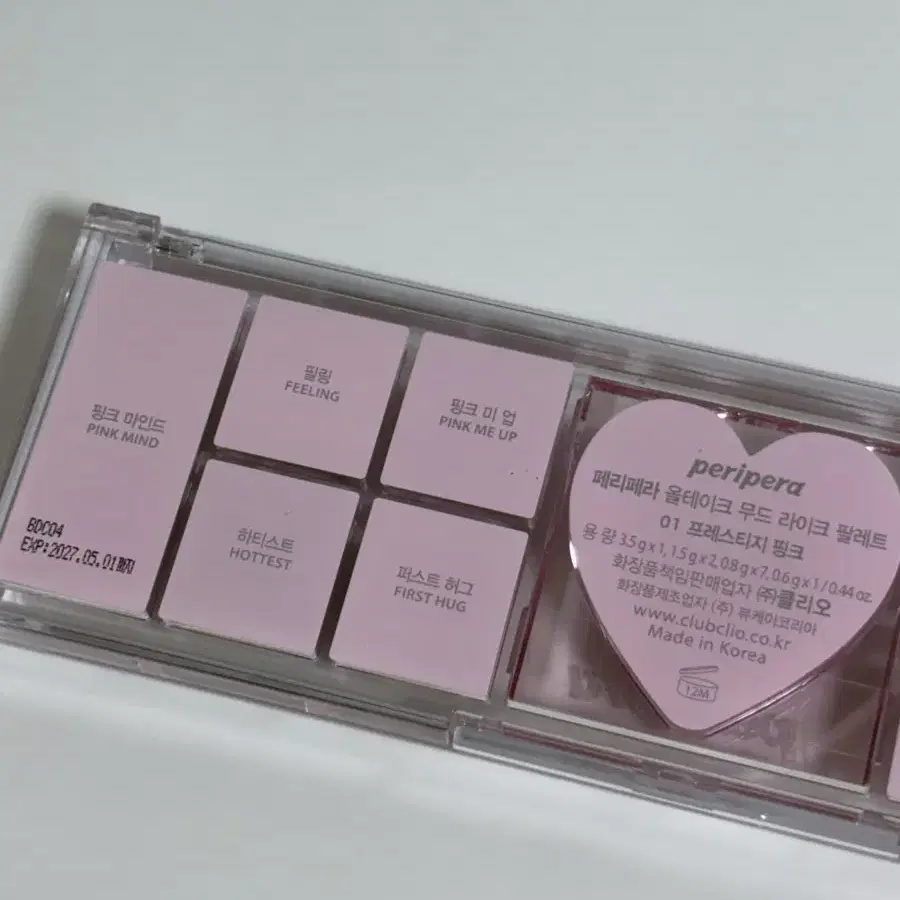 핑크 마인드
PINK MIND
BDC04
EXP:2027.05.01까지
필링
FEELING
핑크 미 업
PINK ME UP
하티스트
HOTTEST
퍼스트 허그
FIRST HUG
peripera
페리페라 올테이크 무드 라이크 팔레트
01 프레스티지 핑크
용 량 3.5g x 1, 1.5g x 2, 0.8g x 7, 0.6g x 1 / 0.44 oz.
화장품책임판매업자 ㈜클리오
화장품제조업자 (주) 뷰케이코리아
www.clubclio.co.kr
Made in Korea
12M